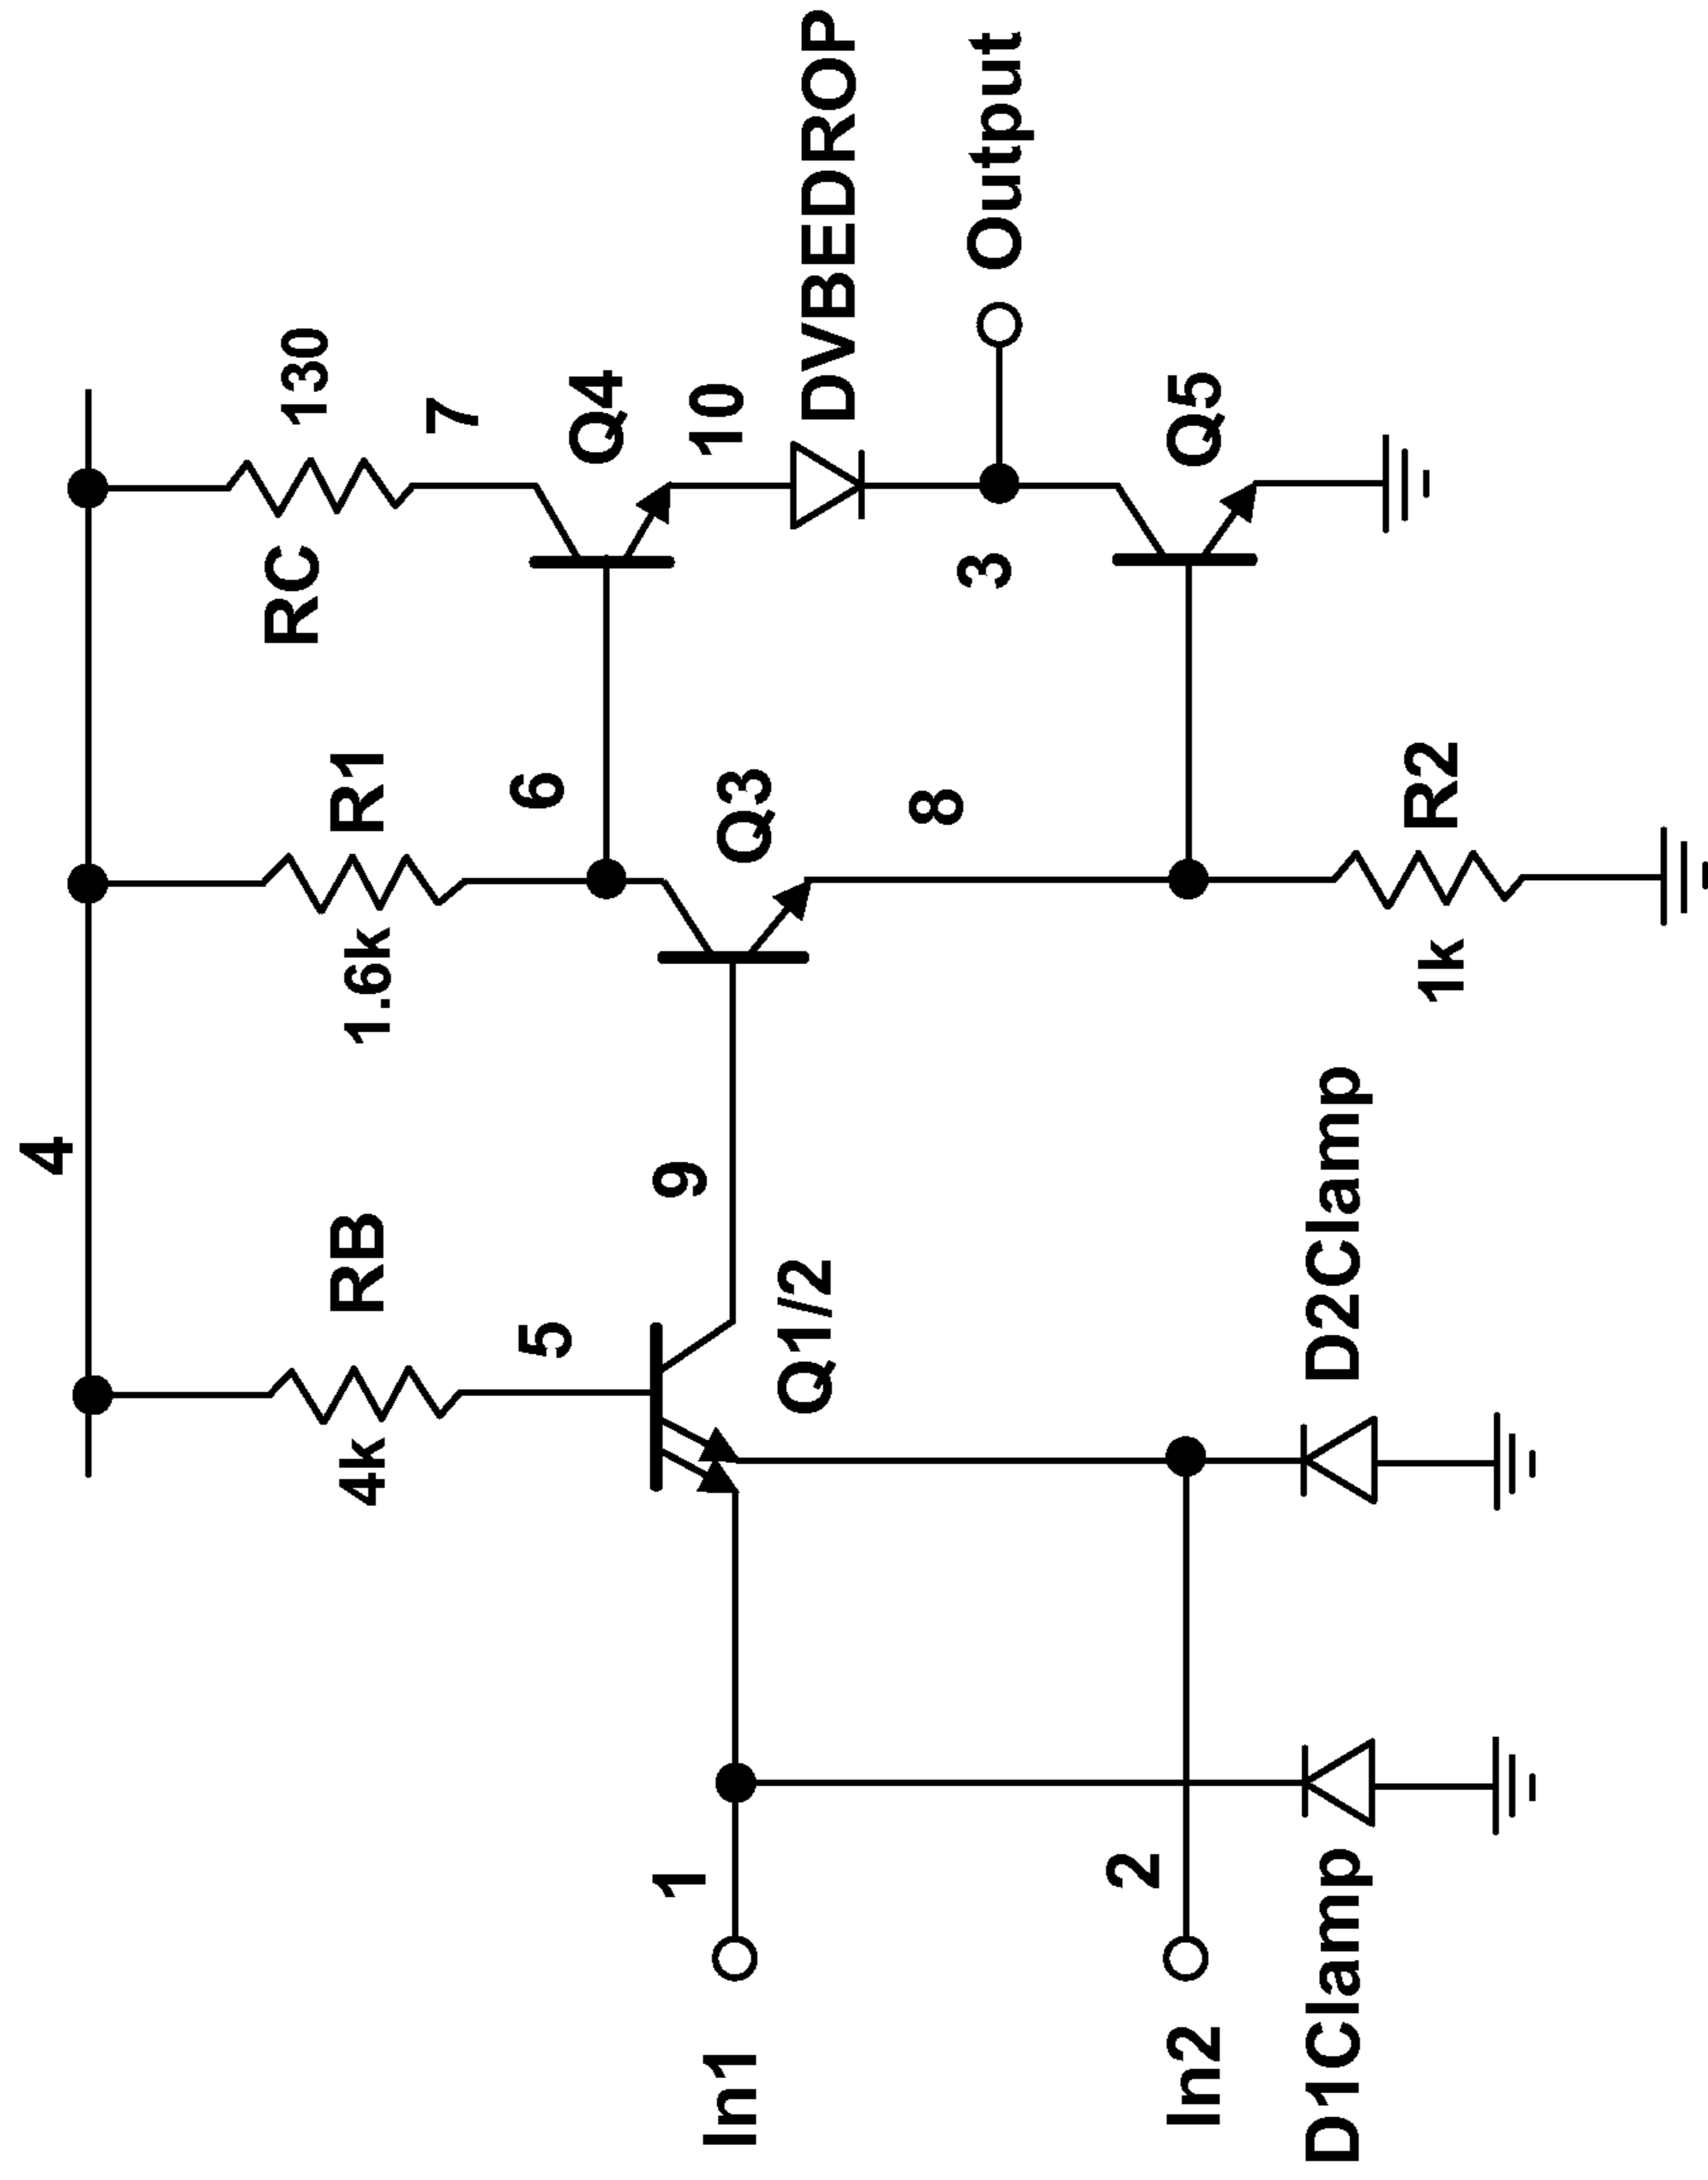 4
RB
4k
5
R1
1.6k
RC
130
7
6
Q4
10
DVBEDROP
9
Q3
Q1/2
8
3
Output
Q5
1
In1
2
In2
D1Clamp
D2Clamp
R2
1k